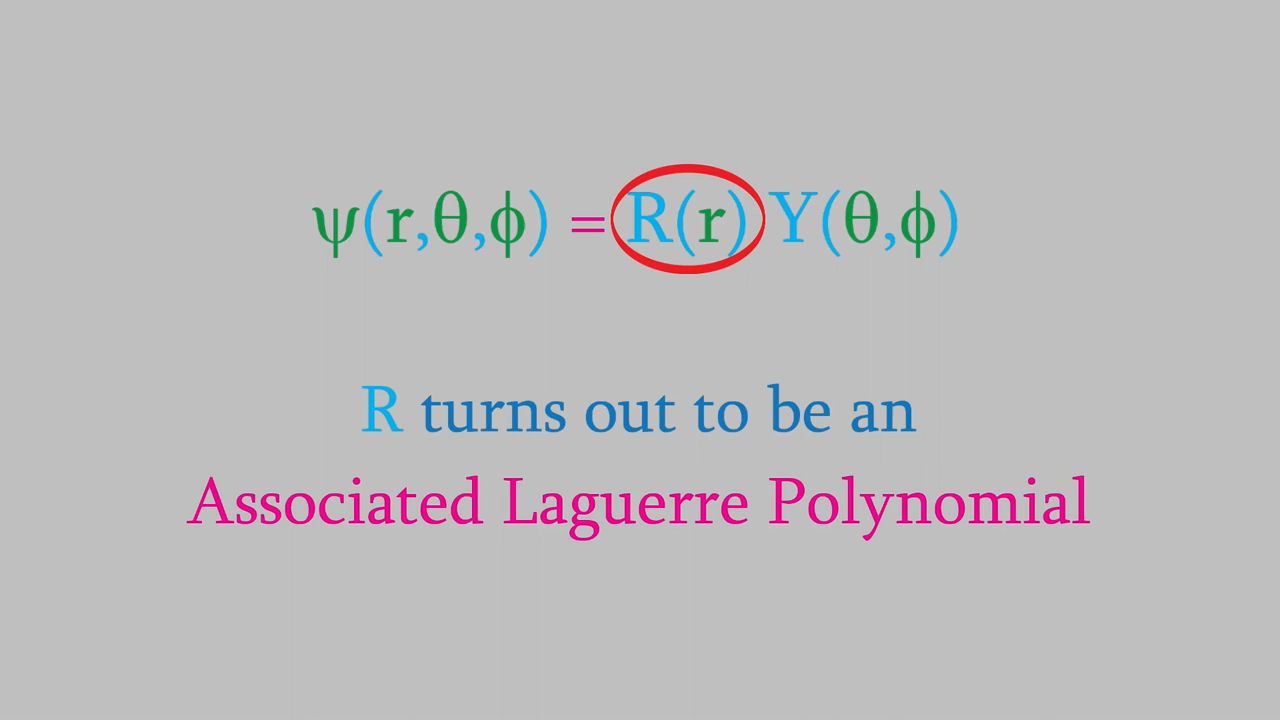 ψ(r,θ,ϕ) = R(r) Y(θ,ϕ)
R turns out to be an
Associated Laguerre Polynomial